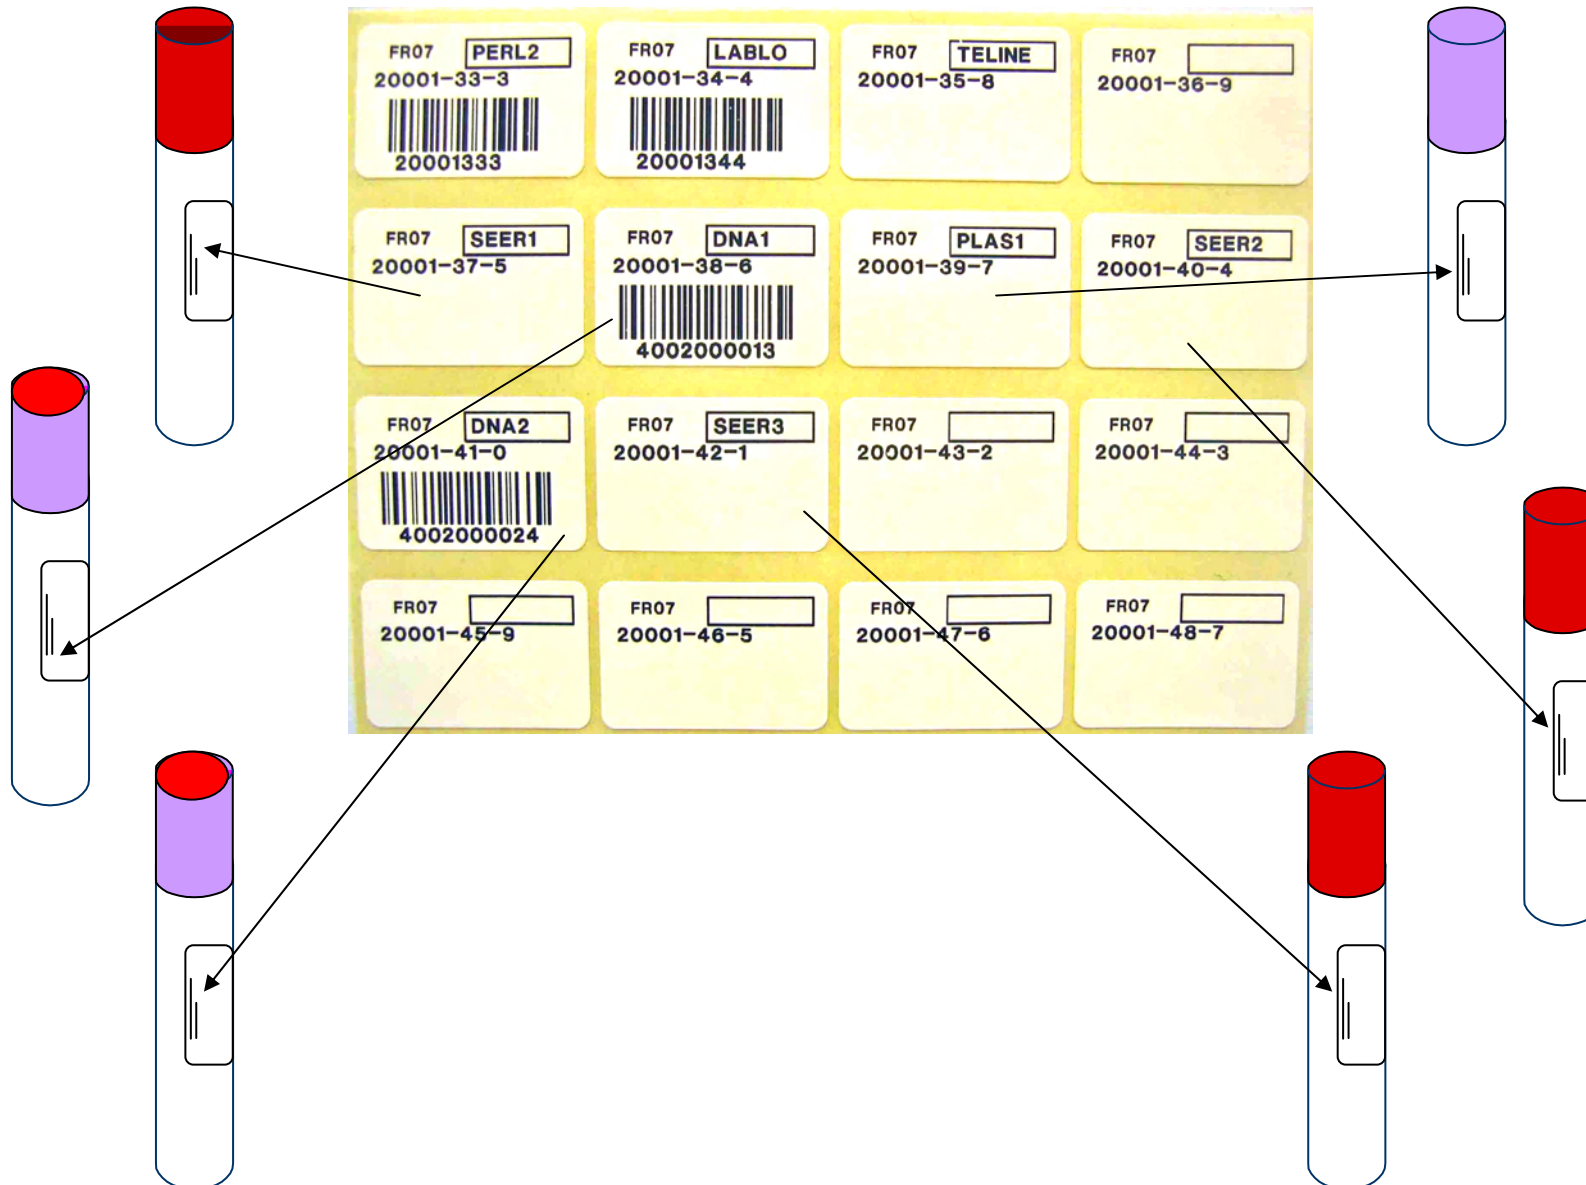 FR07 PERL2
20001-33-3
20001333
FR07 LABLO
20001-34-4
20001344
FR07 TELINE
20001-35-8
FR07
20001-36-9
FR07 SEER1
20001-37-5
FR07 DNA1
20001-38-6
4002000013
FR07 PLAS1
20001-39-7
FR07 SEER2
20001-40-4
FR07 DNA2
20001-41-0
4002000024
FR07 SEER3
20001-42-1
FR07
20001-43-2
FR07
20001-44-3
FR07
20001-45-9
FR07
20001-46-5
FR07
20001-47-6
FR07
20001-48-7